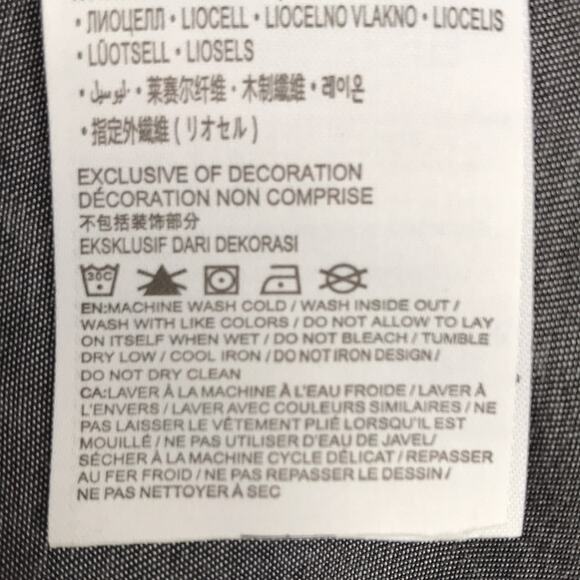 • ЛИОЦЕЛЛ • LIOCELL • LIOCELNO VLAKNO • LIOCELIS
• LÜOTSELL • LIOSELS
• ليوسيل • 莱赛尔纤维 • 木制纖維 • 레이온
• 指定外繊維 ( リオセル )
EXCLUSIVE OF DECORATION
DÉCORATION NON COMPRISE
不包括装饰部分
EKSKLUSIF DARI DEKORASI
30C
EN:MACHINE WASH COLD / WASH INSIDE OUT /
WASH WITH LIKE COLORS / DO NOT ALLOW TO LAY
ON ITSELF WHEN WET / DO NOT BLEACH / TUMBLE
DRY LOW / COOL IRON / DO NOT IRON DESIGN /
DO NOT DRY CLEAN
CA:LAVER À LA MACHINE À L'EAU FROIDE / LAVER À
L'ENVERS / LAVER AVEC COULEURS SIMILAIRES / NE
PAS LAISSER LE VÊTEMENT PLIÉ LORSQU'IL EST
MOUILLÉ / NE PAS UTILISER D'EAU DE JAVEL/
SÉCHER À LA MACHINE CYCLE DÉLICAT / REPASSER
AU FER FROID / NE PAS REPASSER LE DESSIN /
NE PAS NETTOYER À SEC